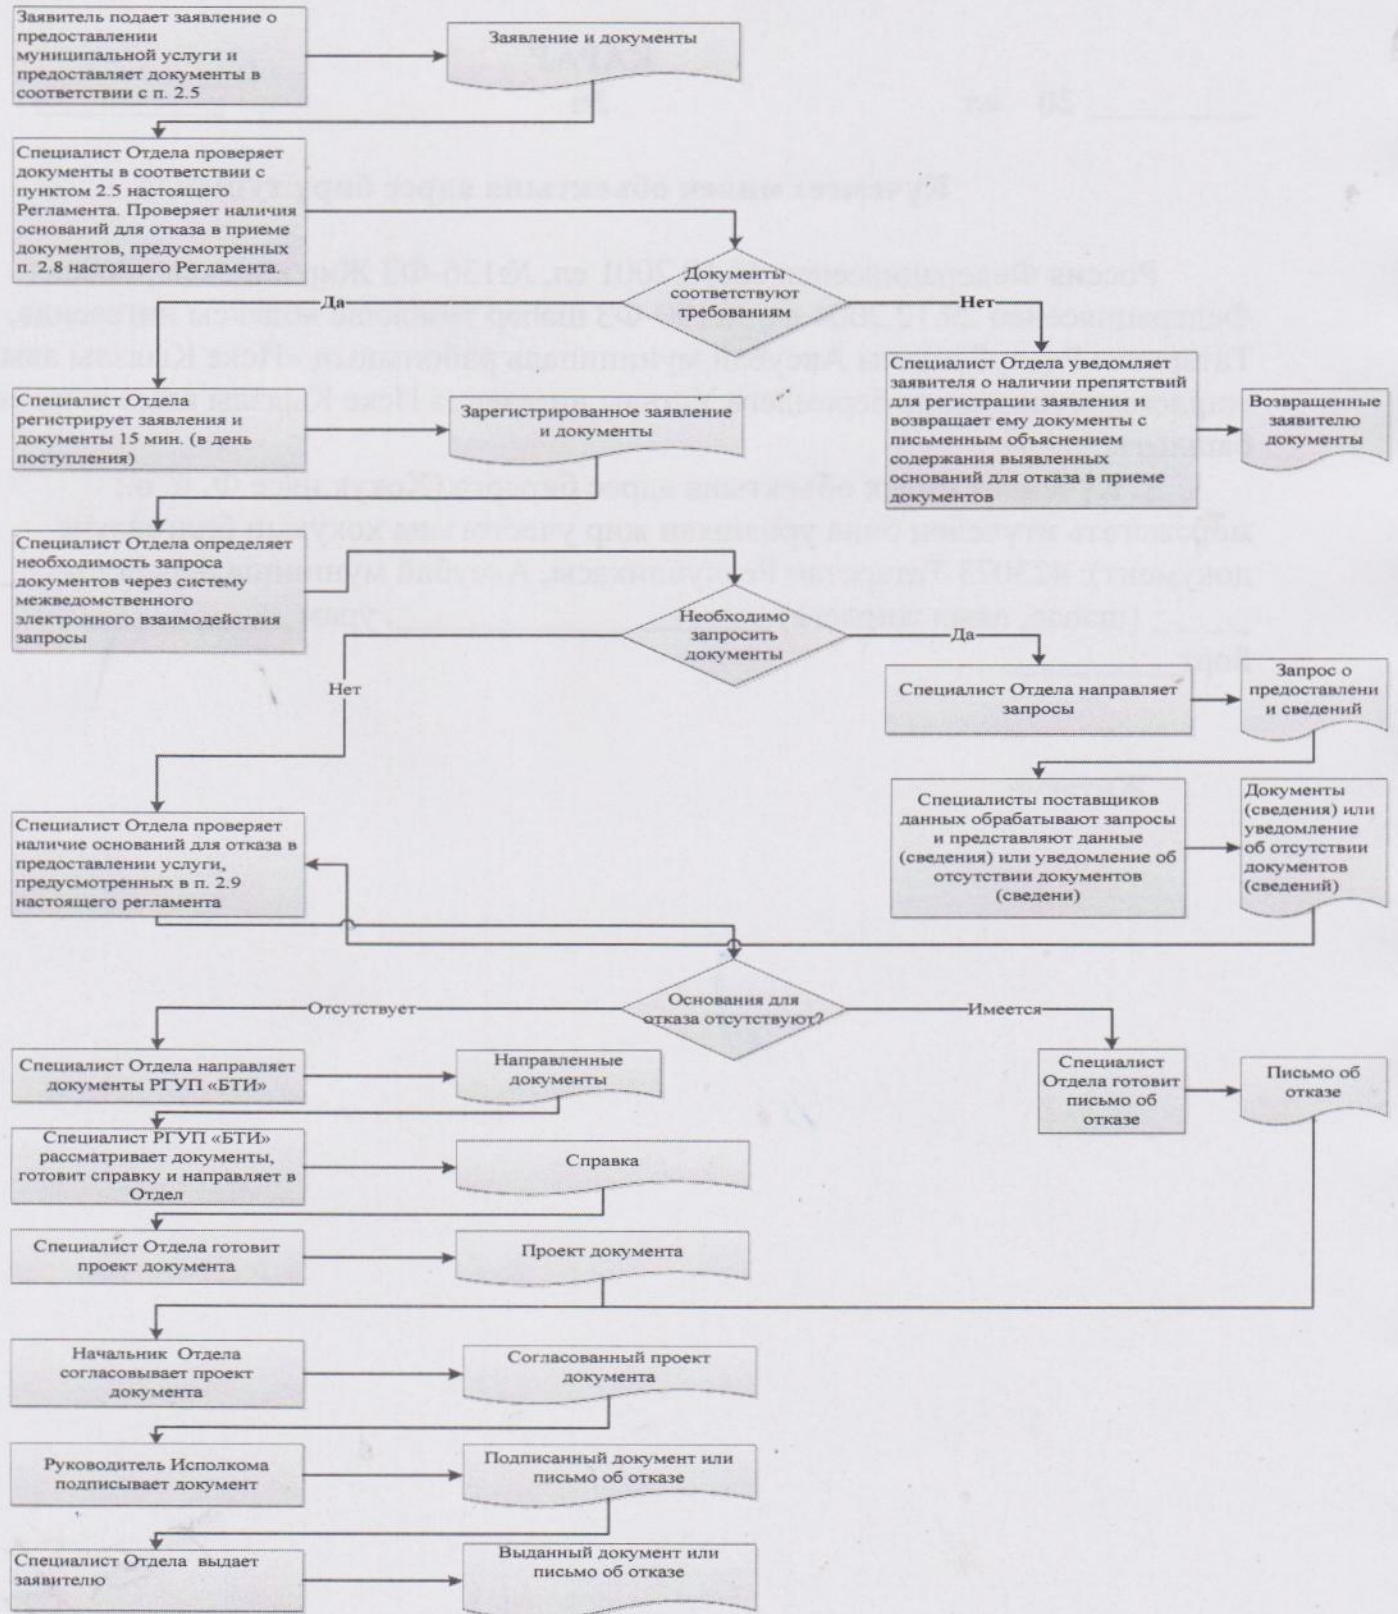 Заявитель подает заявление о
предоставлении
муниципальной услуги и
предоставляет документы в
соответствии с п. 2.5
Заявление и документы
Специалист Отдела проверяет
документы в соответствии с
пунктом 2.5 настоящего
Регламента. Проверяет наличия
оснований для отказа в приеме
документов, предусмотренных
п. 2.8 настоящего Регламента.
Документы
соответствуют
требованиям
Да
Нет
Специалист Отдела
регистрирует заявления и
документы 15 мин. (в день
поступления)
Зарегистрированное заявление
и документы
Специалист Отдела уведомляет
заявителя о наличии препятствий
для регистрации заявления и
возвращает ему документы с
письменным объяснением
содержания выявленных
оснований для отказа в приеме
документов
Возвращенные
заявителю
документы
Специалист Отдела определяет
необходимость запроса
документов через систему
межведомственного
электронного взаимодействия
запросы
Необходимо
запросить
документы
Да
Нет
Специалист Отдела направляет
запросы
Запрос о
предоставлени
и сведений
Специалисты поставщиков
данных обрабатывают запросы
и представляют данные
(сведения) или уведомление об
отсутствии документов
(сведени)
Документы
(сведения) или
уведомление
об отсутствии
документов
(сведений)
Специалист Отдела проверяет
наличие оснований для отказа в
предоставлении услуги,
предусмотренных в п. 2.9
настоящего регламента
Основания для
отказа отсутствуют?
Отсутствует
Имеется
Специалист Отдела направляет
документы РГУП «БТИ»
Направленные
документы
Специалист
Отдела готовит
письмо об
отказе
Письмо об
отказе
Специалист РГУП «БТИ»
рассматривает документы,
готовит справку и направляет в
Отдел
Справка
Специалист Отдела готовит
проект документа
Проект документа
Начальник Отдела
согласовывает проект
документа
Согласованный проект
документа
Руководитель Исполкома
подписывает документ
Подписанный документ или
письмо об отказе
Специалист Отдела выдает
заявителю
Выданный документ или
письмо об отказе